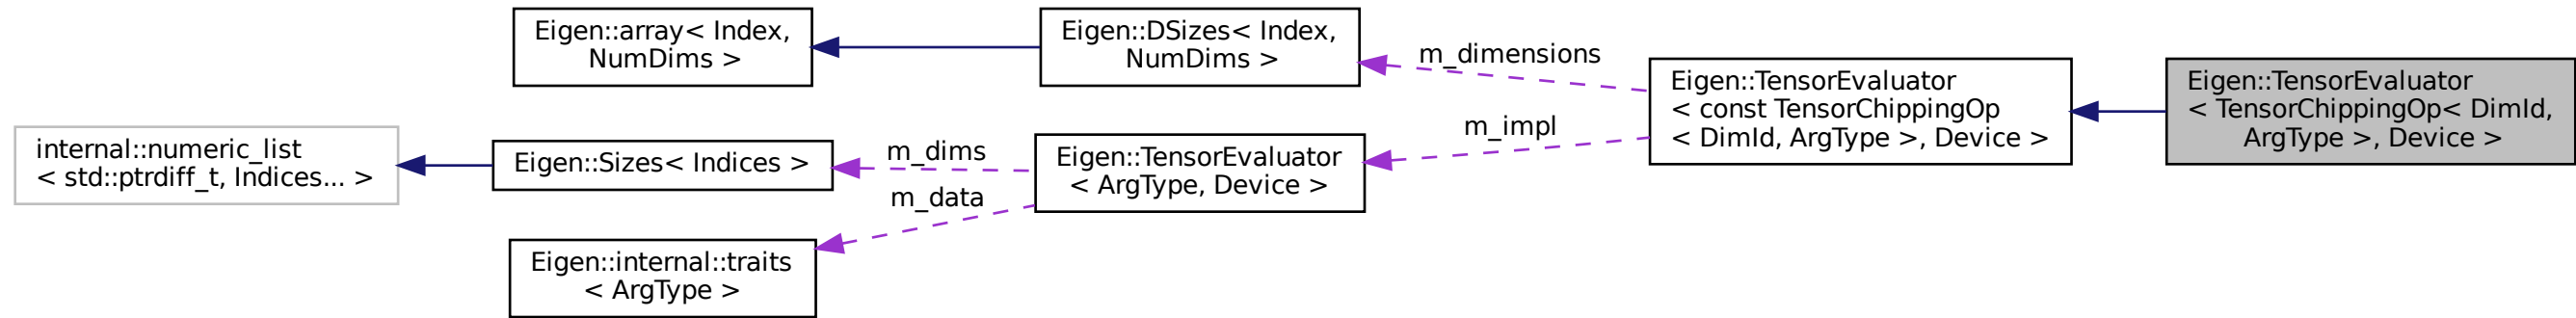 Eigen::array< Index,
NumDims >
Eigen::DSizes< Index,
NumDims >
m_dimensions
Eigen::TensorEvaluator
< const TensorChippingOp
< DimId, ArgType >, Device >
Eigen::TensorEvaluator
< TensorChippingOp< DimId,
ArgType >, Device >
internal::numeric_list
< std::ptrdiff_t, Indices... >
Eigen::Sizes< Indices >
m_dims
m_data
Eigen::TensorEvaluator
< ArgType, Device >
m_impl
Eigen::internal::traits
< ArgType >